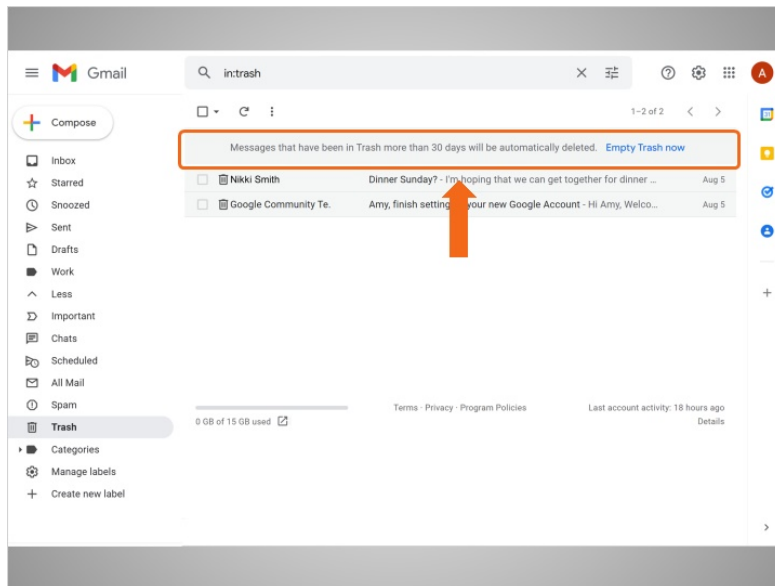 Gmail
in:trash
A
Compose
1–2 of 2
Messages that have been in Trash more than 30 days will be automatically deleted. Empty Trash now
Inbox
Nikki Smith Dinner Sunday? - I'm hoping that we can get together for dinner ... Aug 5
Starred
Snoozed
Google Community Te. Amy, finish setting your new Google Account - Hi Amy, Welco... Aug 5
Sent
Drafts
Work
Less
Important
Chats
Scheduled
All Mail
Spam
Trash
Categories
Manage labels
Create new label
0 GB of 15 GB used
Terms · Privacy · Program Policies
Last account activity: 18 hours ago
Details